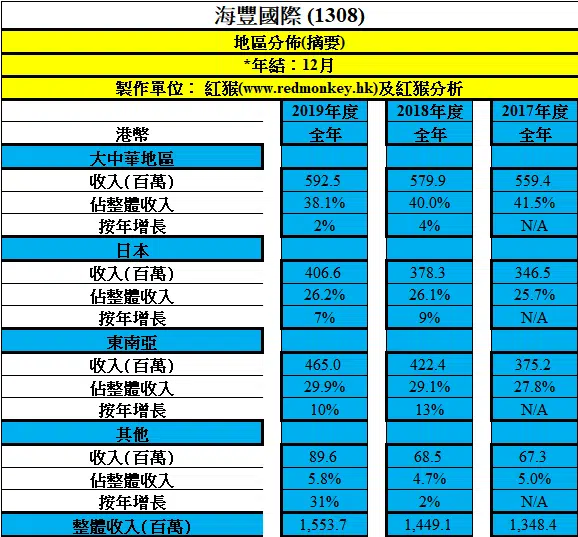 海豐國際 (1308)
地區分佈(摘要)
*年結：12月
製作單位： 紅猴(www.redmonkey.hk)及紅猴分析
2019年度 2018年度 2017年度
港幣 全年 全年 全年
大中華地區
收入(百萬) 592.5 579.9 559.4
佔整體收入 38.1% 40.0% 41.5%
按年增長 2% 4% N/A
日本
收入(百萬) 406.6 378.3 346.5
佔整體收入 26.2% 26.1% 25.7%
按年增長 7% 9% N/A
東南亞
收入(百萬) 465.0 422.4 375.2
佔整體收入 29.9% 29.1% 27.8%
按年增長 10% 13% N/A
其他
收入(百萬) 89.6 68.5 67.3
佔整體收入 5.8% 4.7% 5.0%
按年增長 31% 2% N/A
整體收入(百萬) 1,553.7 1,449.1 1,348.4